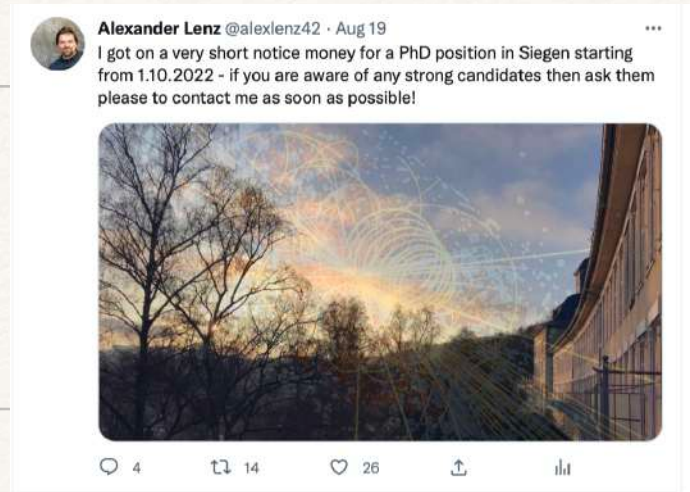 Alexander Lenz @alexlenz42 · Aug 19
I got on a very short notice money for a PhD position in Siegen starting
from 1.10.2022 - if you are aware of any strong candidates then ask them
please to contact me as soon as possible!
4 14 26